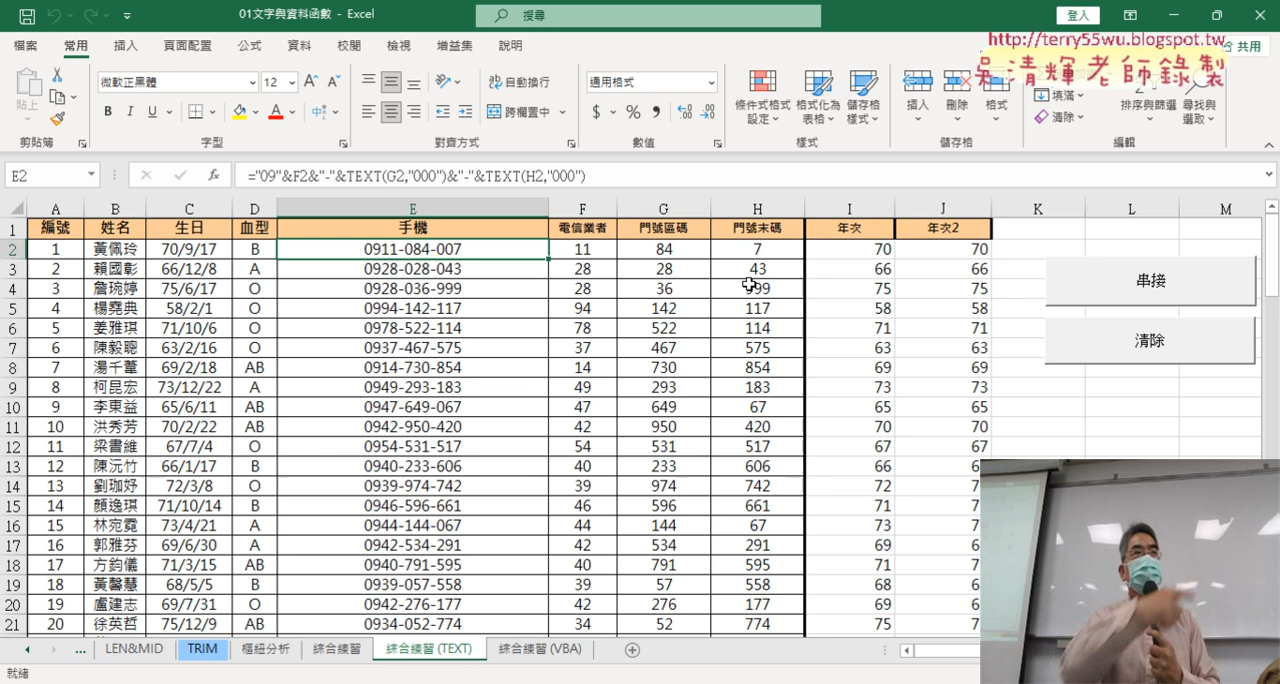 01文字與資料函數 - Excel
搜尋
登入
http://terry55wu.blogspot.tw
吳清輝老師錄製
檔案 常用 插入 頁面配置 公式 資料 校閱 檢視 增益集 說明 共用
貼上 微軟正黑體 12 自動換行 通用格式 條件式格式設定 格式化為表格 儲存格樣式 插入 刪除 格式 填滿 排序與篩選 尋找與選取
B I U 跨欄置中 $ % 清除
剪貼簿 字型 對齊方式 數值 樣式 儲存格 編輯
E2 fx ="09"&F2&"-"&TEXT(G2,"000")&"-"&TEXT(H2,"000")
A B C D E F G H I J K L M
1 編號 姓名 生日 血型 手機 電信業者 門號區碼 門號末碼 年次 年次2
2 1 黃佩玲 70/9/17 B 0911-084-007 11 84 7 70 70
3 2 賴國彰 66/12/8 A 0928-028-043 28 28 43 66 66
4 3 詹琬婷 75/6/17 O 0928-036-999 28 36 999 75 75
5 4 楊堯典 58/2/1 O 0994-142-117 94 142 117 58 58
6 5 姜雅琪 71/10/6 O 0978-522-114 78 522 114 71 71
7 6 陳毅聰 63/2/16 O 0937-467-575 37 467 575 63 63
8 7 湯千葦 69/2/18 AB 0914-730-854 14 730 854 69 69
9 8 柯昆宏 73/12/22 A 0949-293-183 49 293 183 73 73
10 9 李東益 65/6/11 AB 0947-649-067 47 649 67 65 65
11 10 洪秀芳 70/2/22 AB 0942-950-420 42 950 420 70 70
12 11 梁書維 67/7/4 O 0954-531-517 54 531 517 67 67
13 12 陳沅竹 66/1/17 B 0940-233-606 40 233 606 66
14 13 劉珈妤 72/3/8 O 0939-974-742 39 974 742 72
15 14 顏逸琪 71/10/14 B 0946-596-661 46 596 661 71
16 15 林宛霓 73/4/21 A 0944-144-067 44 144 67 73
17 16 郭雅芬 69/6/30 A 0942-534-291 42 534 291 69
18 17 方鈞儀 71/3/15 AB 0940-791-595 40 791 595 71
19 18 黃馨慧 68/5/5 B 0939-057-558 39 57 558 68
20 19 盧建志 69/7/31 O 0942-276-177 42 276 177 69
21 20 徐英哲 75/12/9 AB 0934-052-774 34 52 774 75
串接
清除
... LEN&MID TRIM 樞紐分析 綜合練習 綜合練習 (TEXT) 綜合練習 (VBA)
就緒